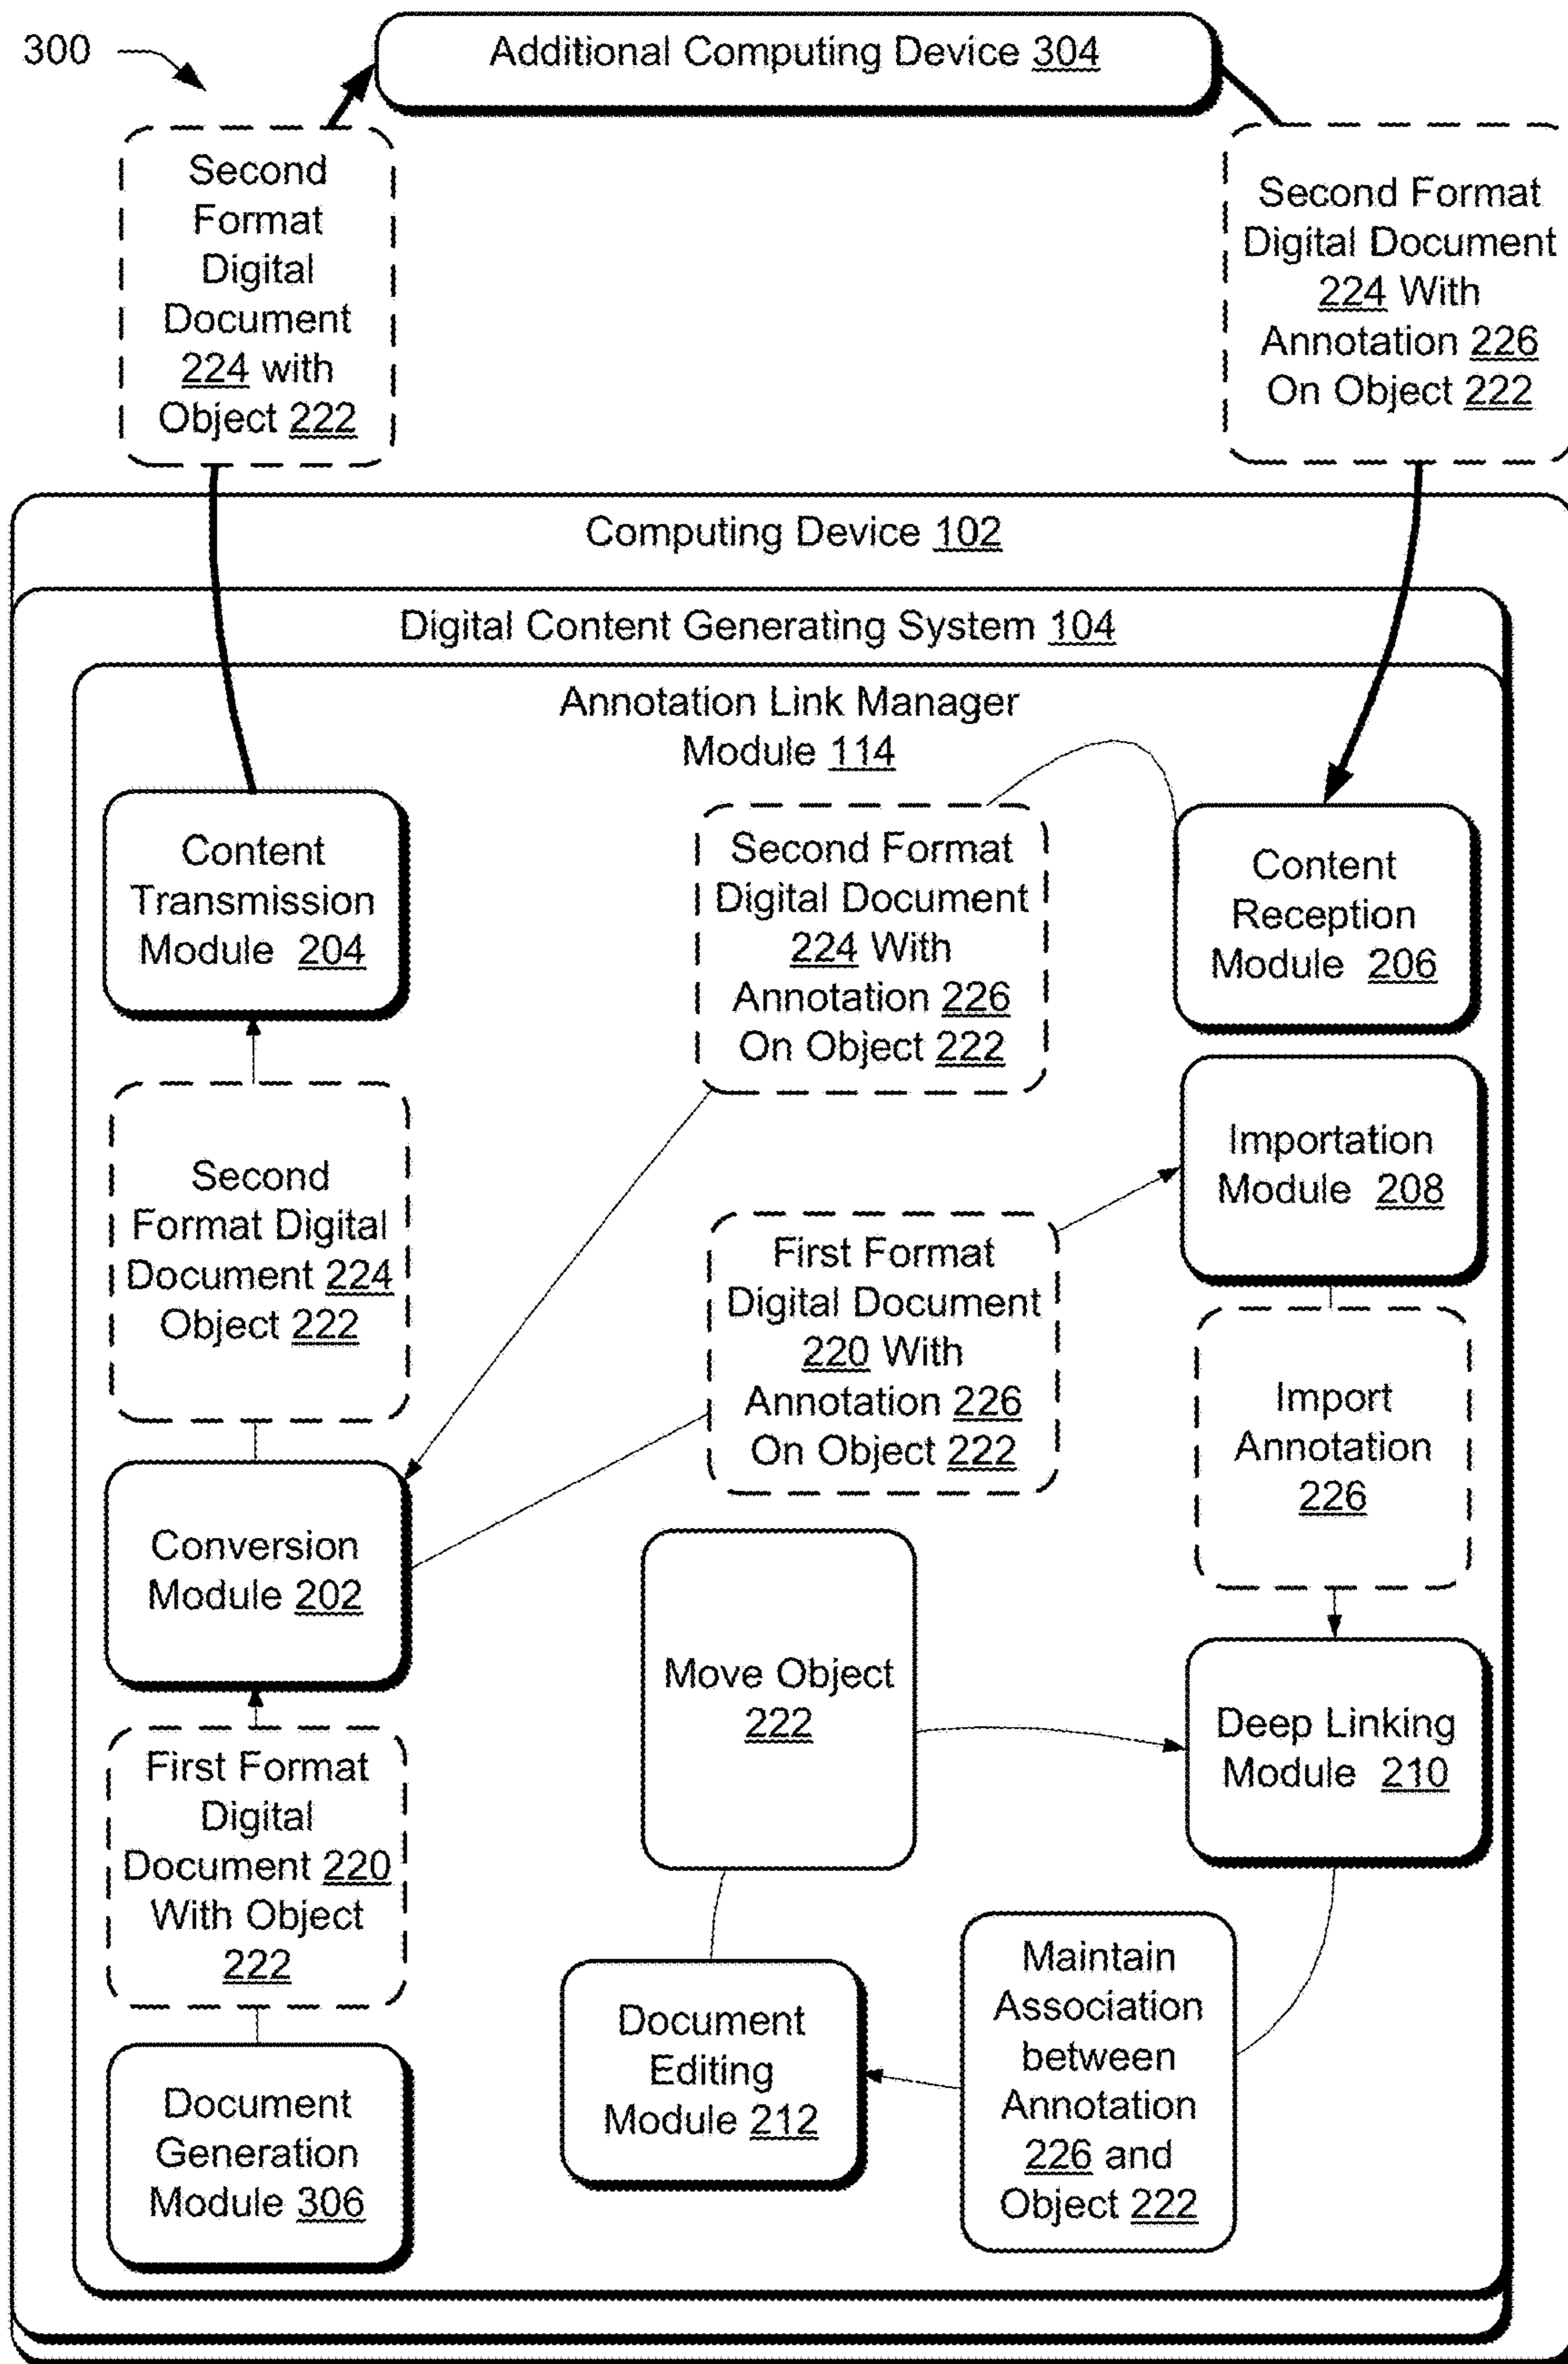 300
Additional Computing Device 304
Second
Format
Digital
Document
224 with
Object 222
Second Format
Digital Document
224 With
Annotation 226
On Object 222
Computing Device 102
Digital Content Generating System 104
Annotation Link Manager
Module 114
Content
Transmission
Module 204
Second Format
Digital Document
224 With
Annotation 226
On Object 222
Content
Reception
Module 206
Second
Format Digital
Document 224
Object 222
Importation
Module 208
First Format
Digital Document
220 With
Annotation 226
On Object 222
Import
Annotation
226
Conversion
Module 202
Move Object
222
Deep Linking
Module 210
First Format
Digital
Document 220
With Object
222
Document
Editing
Module 212
Maintain
Association
between
Annotation
226 and
Object 222
Document
Generation
Module 306